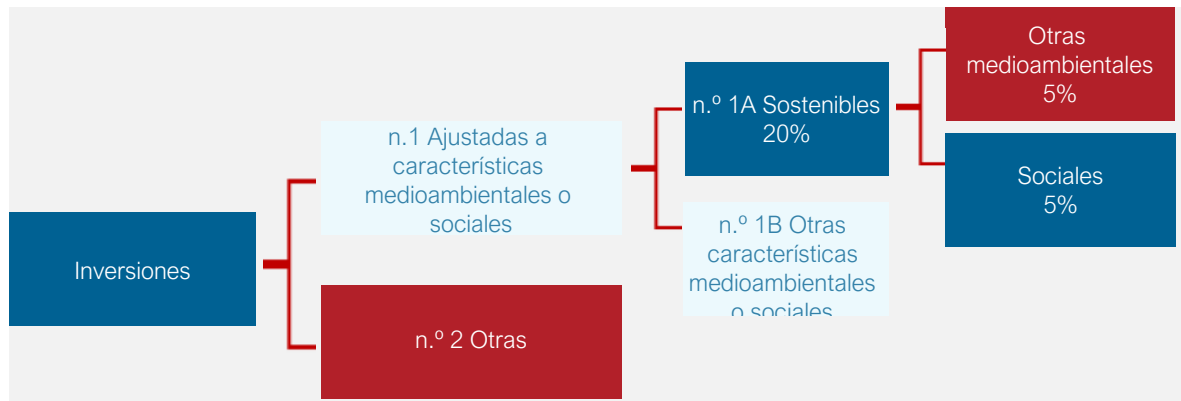 Inversiones
n.1 Ajustadas a
características
medioambientales o
sociales
n.º 2 Otras
n.º 1A Sostenibles
20%
n.º 1B Otras
características
medioambientales
o sociales
Otras
medioambientales
5%
Sociales
5%